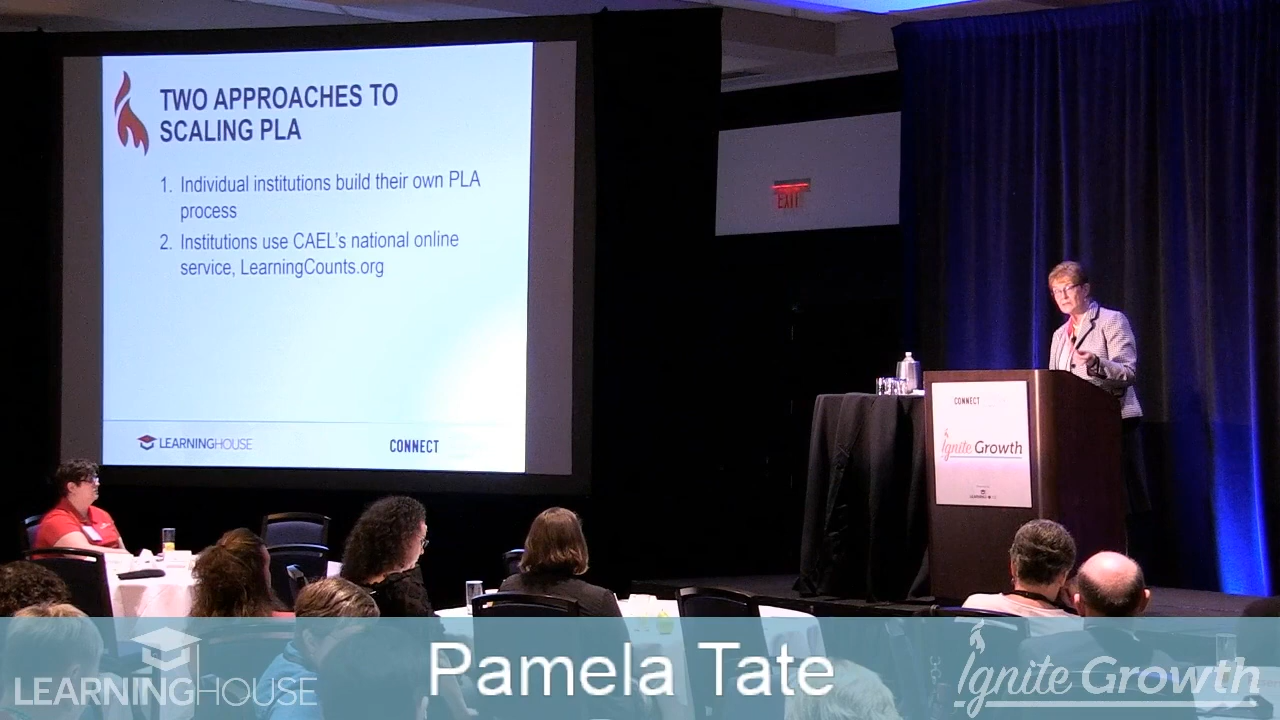 TWO APPROACHES TO
SCALING PLA
1. Individual institutions build their own PLA
process
2. Institutions use CAEL's national online
service, LearningCounts.org
LEARNINGHOUSE
CONNECT
EXIT
CONNECT
Ignite Growth
LEARNINGHOUSE
Pamela Tate
Ignite Growth